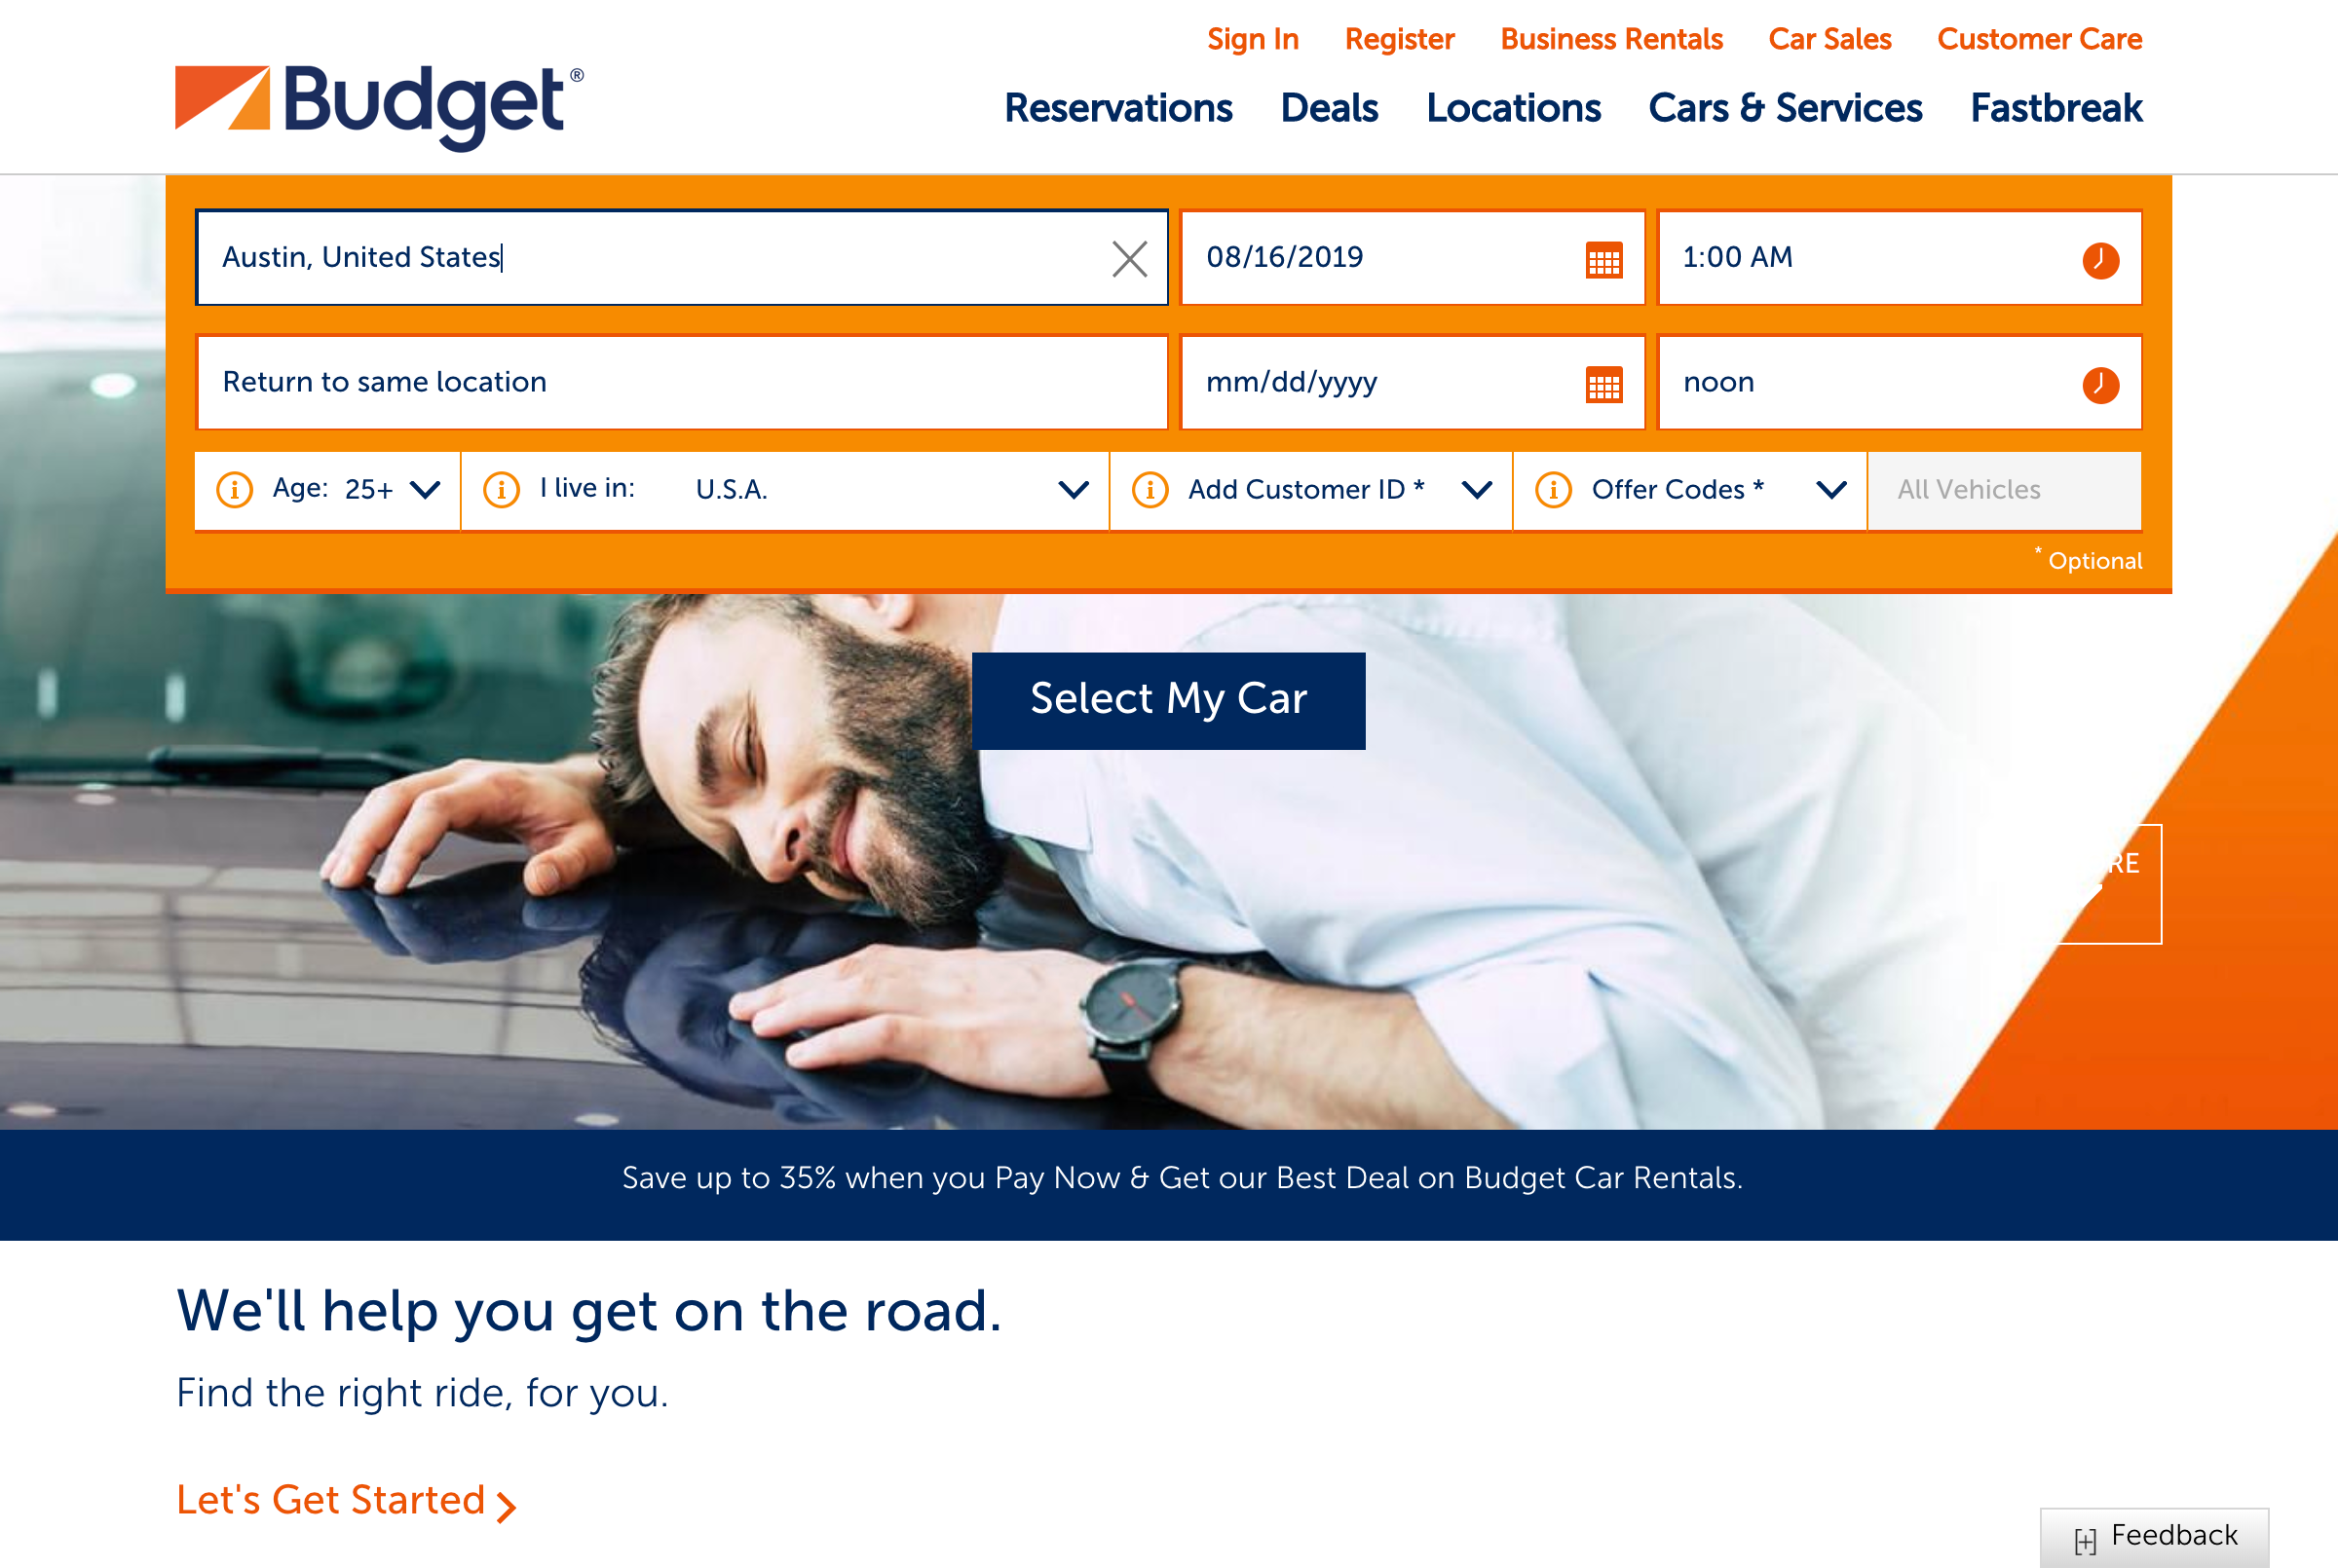 Sign In Register Business Rentals Car Sales Customer Care
Budget®
Reservations Deals Locations Cars & Services Fastbreak
Austin, United States 08/16/2019 1:00 AM
Return to same location mm/dd/yyyy noon
Age: 25+ I live in: U.S.A. Add Customer ID * Offer Codes * All Vehicles
* Optional
Select My Car
Save up to 35% when you Pay Now & Get our Best Deal on Budget Car Rentals.
We'll help you get on the road.
Find the right ride, for you.
Let's Get Started
[+] Feedback